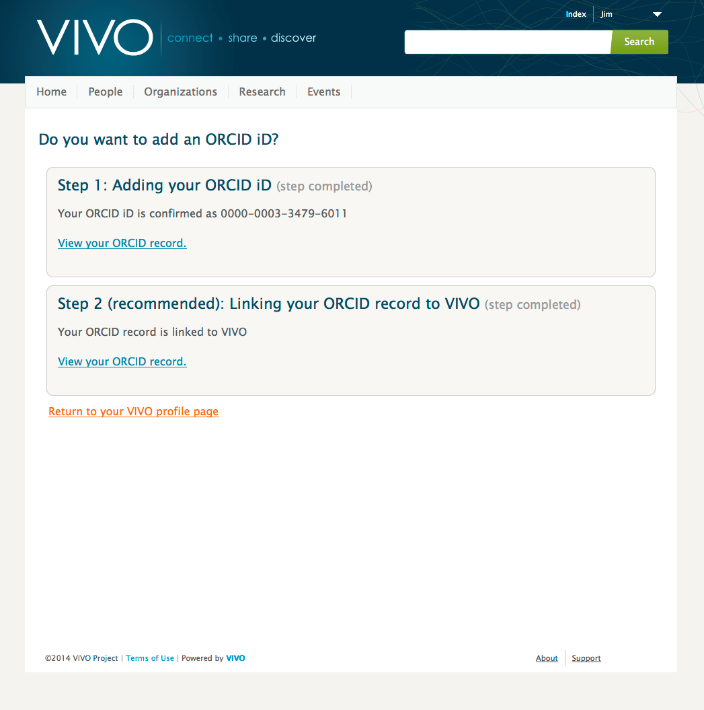 Index Jim
VIVO connect • share • discover
Search
Home People Organizations Research Events
Do you want to add an ORCID iD?
Step 1: Adding your ORCID iD (step completed)
Your ORCID iD is confirmed as 0000-0003-3479-6011
View your ORCID record.
Step 2 (recommended): Linking your ORCID record to VIVO (step completed)
Your ORCID record is linked to VIVO
View your ORCID record.
Return to your VIVO profile page
©2014 VIVO Project | Terms of Use | Powered by VIVO
About Support